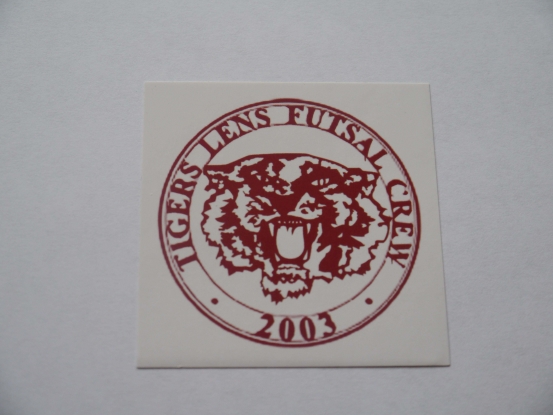 TIGERS LENS FUTSAL CREW
2003